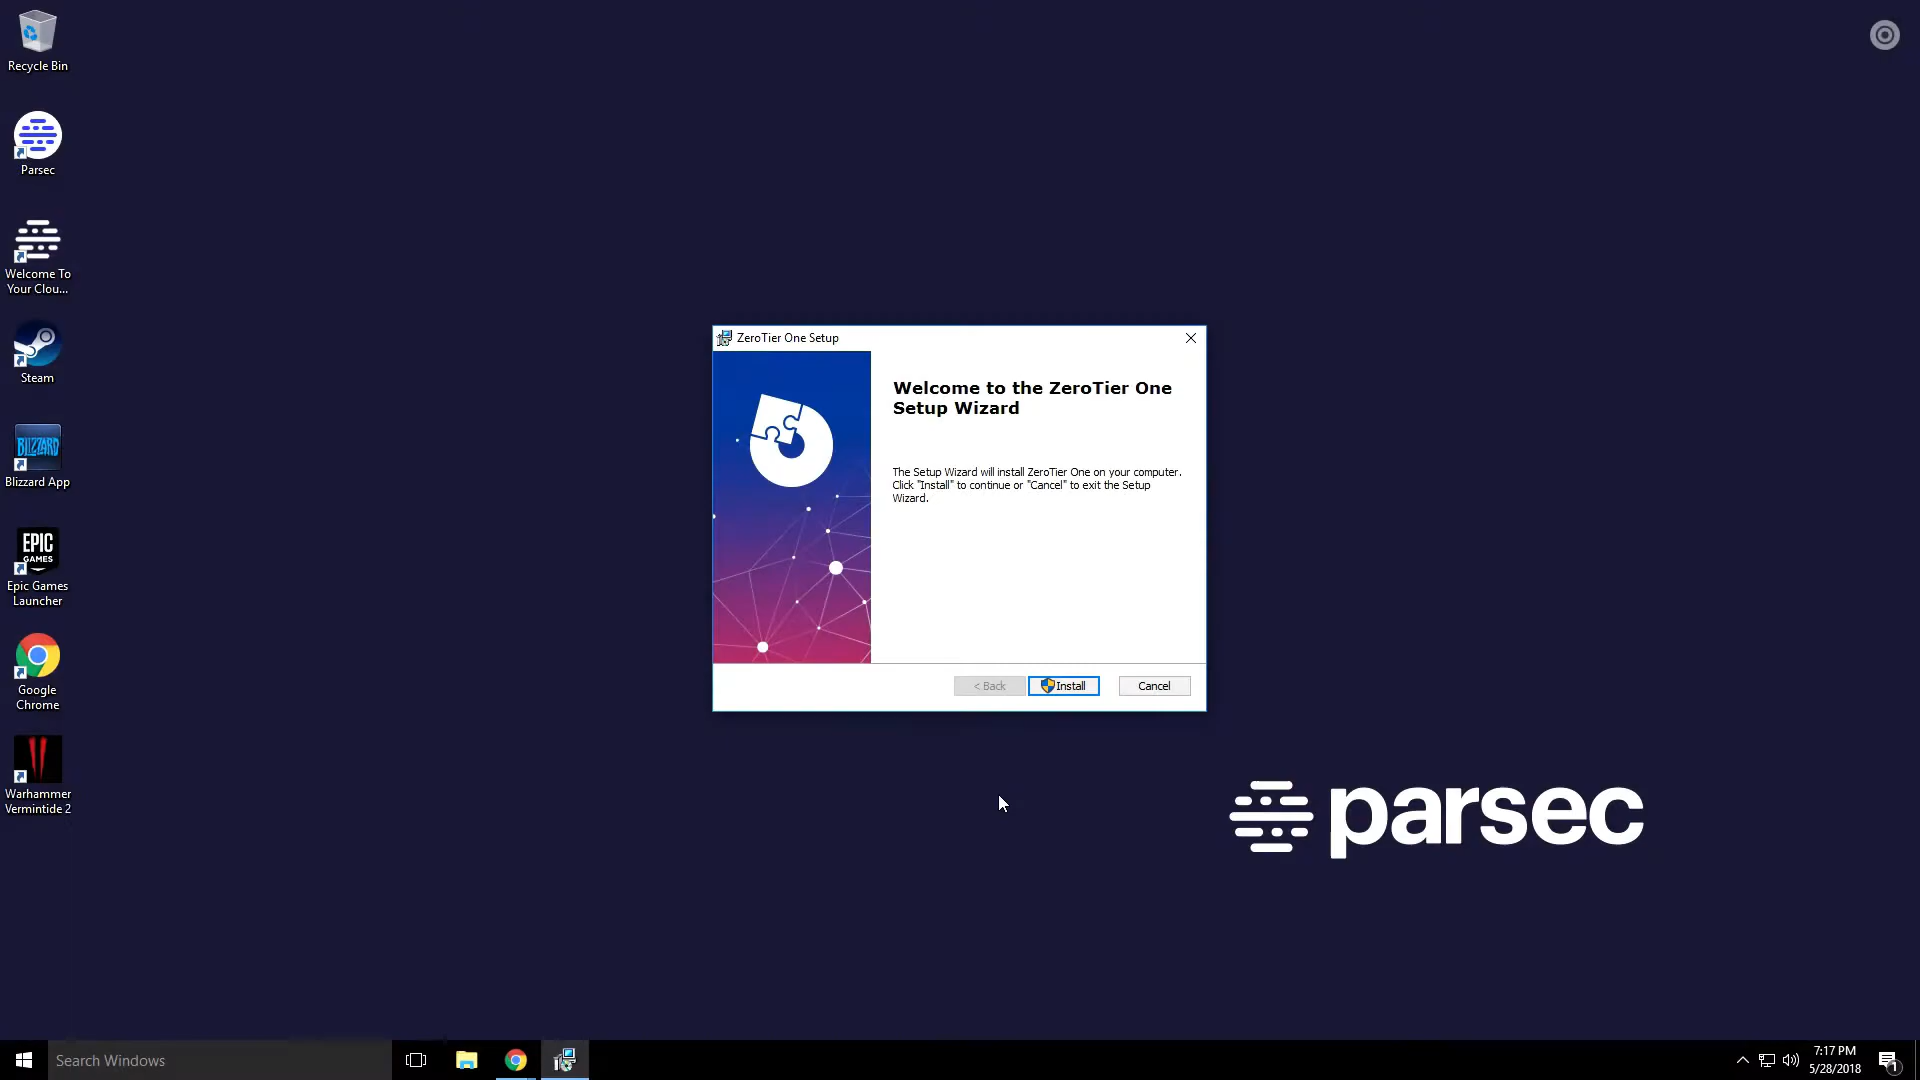 Recycle Bin
Parsec
Welcome To
Your Clou...
Steam
BLIZZARD
Blizzard App
EPIC
GAMES
Epic Games
Launcher
Google
Chrome
Warhammer
Vermintide 2
ZeroTier One Setup
Welcome to the ZeroTier One
Setup Wizard
The Setup Wizard will install ZeroTier One on your computer.
Click "Install" to continue or "Cancel" to exit the Setup
Wizard.
< Back
Install
Cancel
parsec
Search Windows
7:17 PM
5/28/2018
1